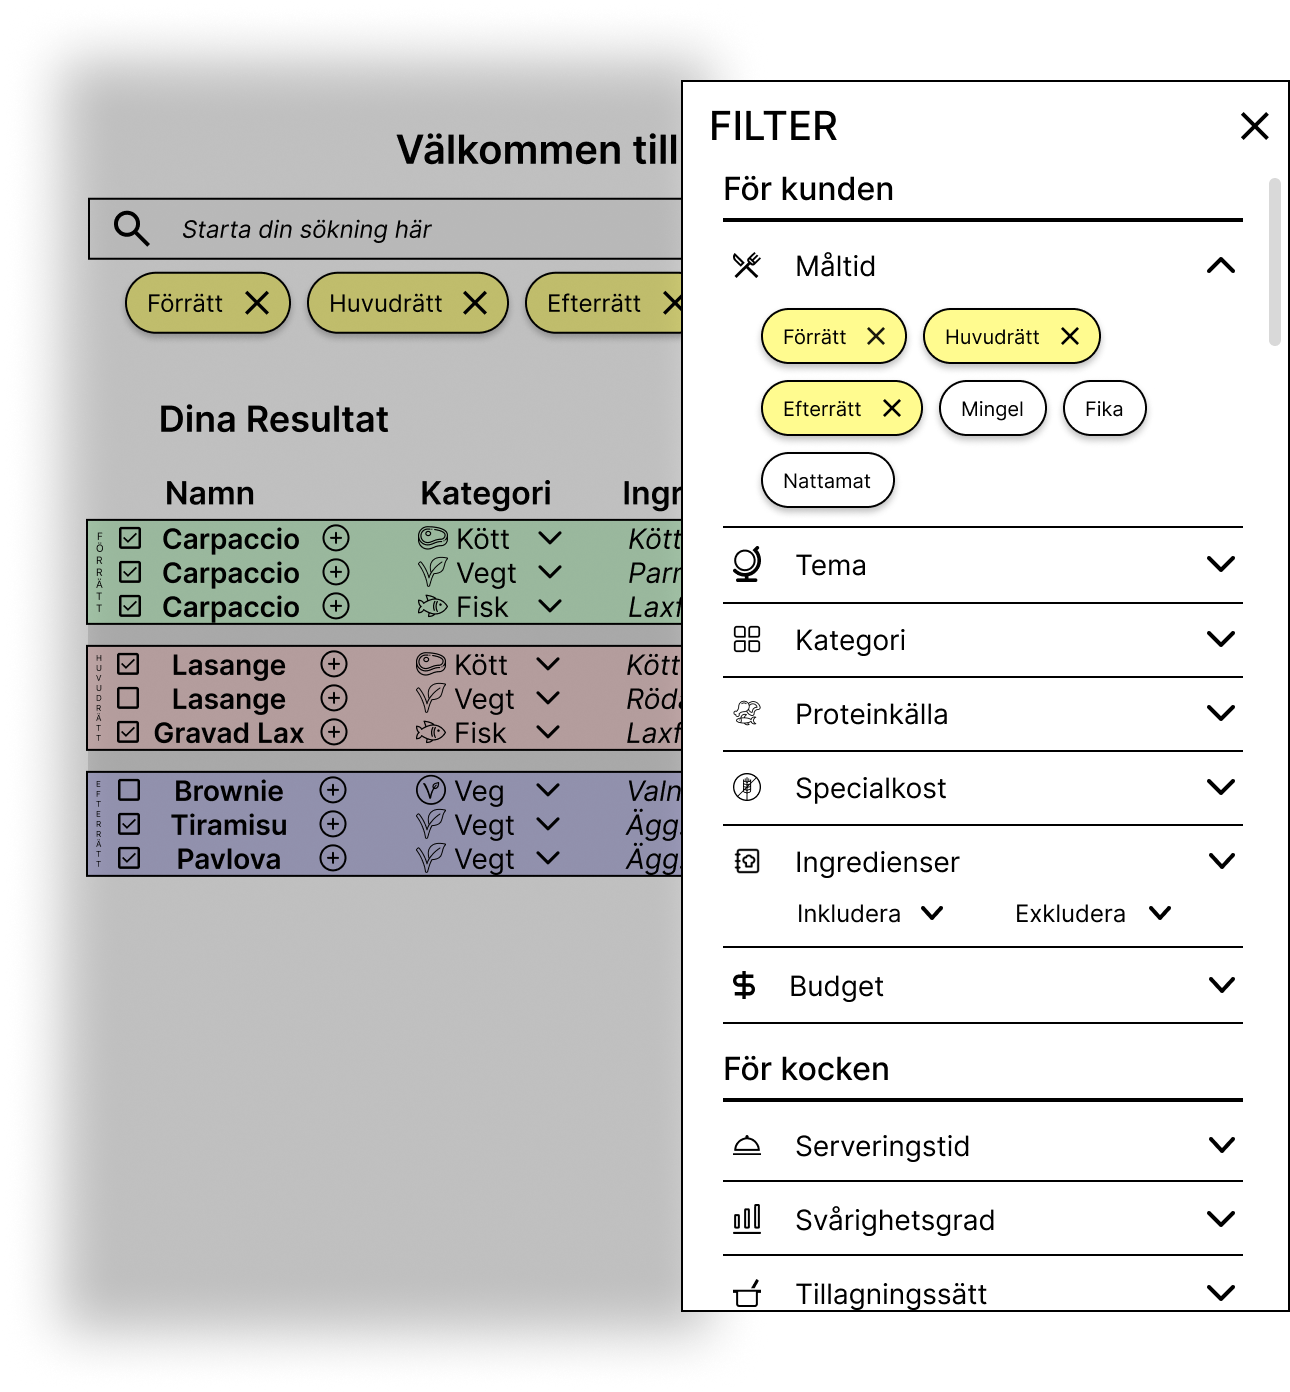 Välkommen till
Starta din sökning här
Förrätt
Huvudrätt
Efterrätt
Dina Resultat
Namn
Kategori
Ingr
FÖRRÄTT
Carpaccio
Kött
Kött
Carpaccio
Vegt
Parr
Carpaccio
Fisk
Laxf
HUVUDRÄTT
Lasange
Kött
Kött
Lasange
Vegt
Röda
Gravad Lax
Fisk
Laxf
EFTERRÄTT
Brownie
Veg
Valn
Tiramisu
Vegt
Ägg
Pavlova
Vegt
Ägg
FILTER
För kunden
Måltid
Förrätt
Huvudrätt
Efterrätt
Mingel
Fika
Nattamat
Tema
Kategori
Proteinkälla
Specialkost
Ingredienser
Inkludera
Exkludera
Budget
För kocken
Serveringstid
Svårighetsgrad
Tillagningssätt